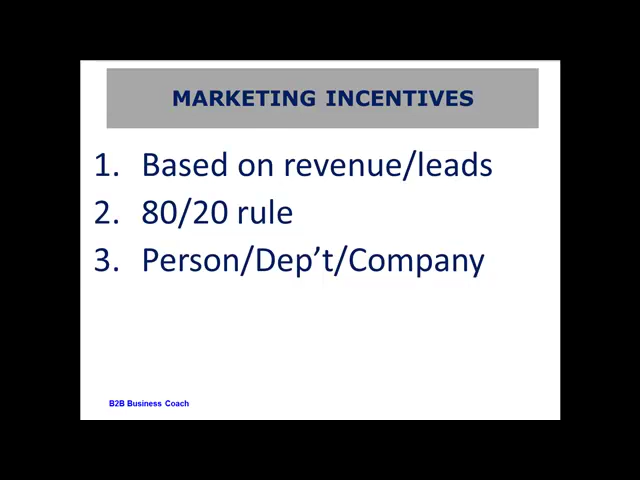 MARKETING INCENTIVES
1. Based on revenue/leads
2. 80/20 rule
3. Person/Dep’t/Company
B2B Business Coach